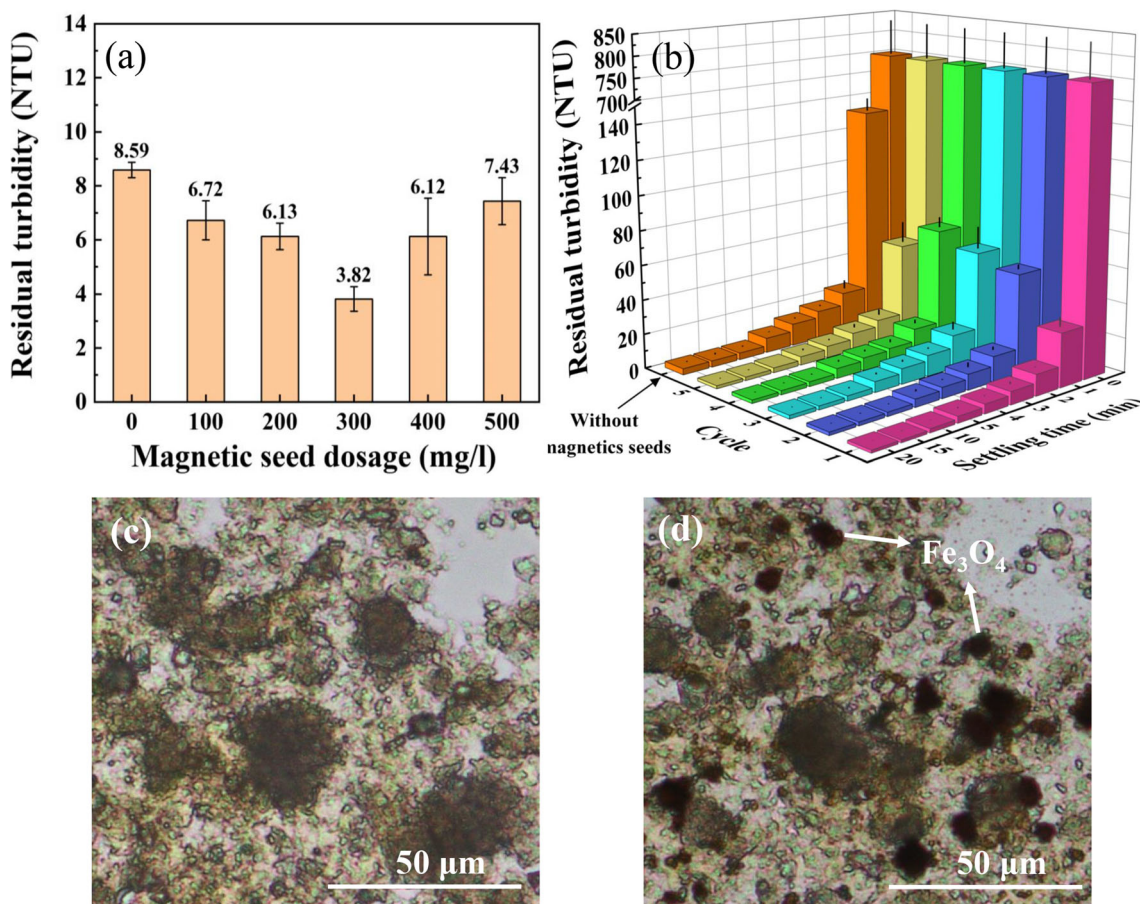 (a)
Residual turbidity (NTU)
14
12
10
8
6
4
2
0
8.59
6.72
6.13
3.82
6.12
7.43
0 100 200 300 400 500
Magnetic seed dosage (mg/l)
(b)
Residual turbidity (NTU)
850
800
750
700
140
120
100
80
60
40
20
0
Without
magnetics seeds
5 4 3 2 1
Cycle
20 15 10 5 4 3 2 1 0
Settling time (min)
(c)
50 μm
(d)
Fe₃O₄
50 μm